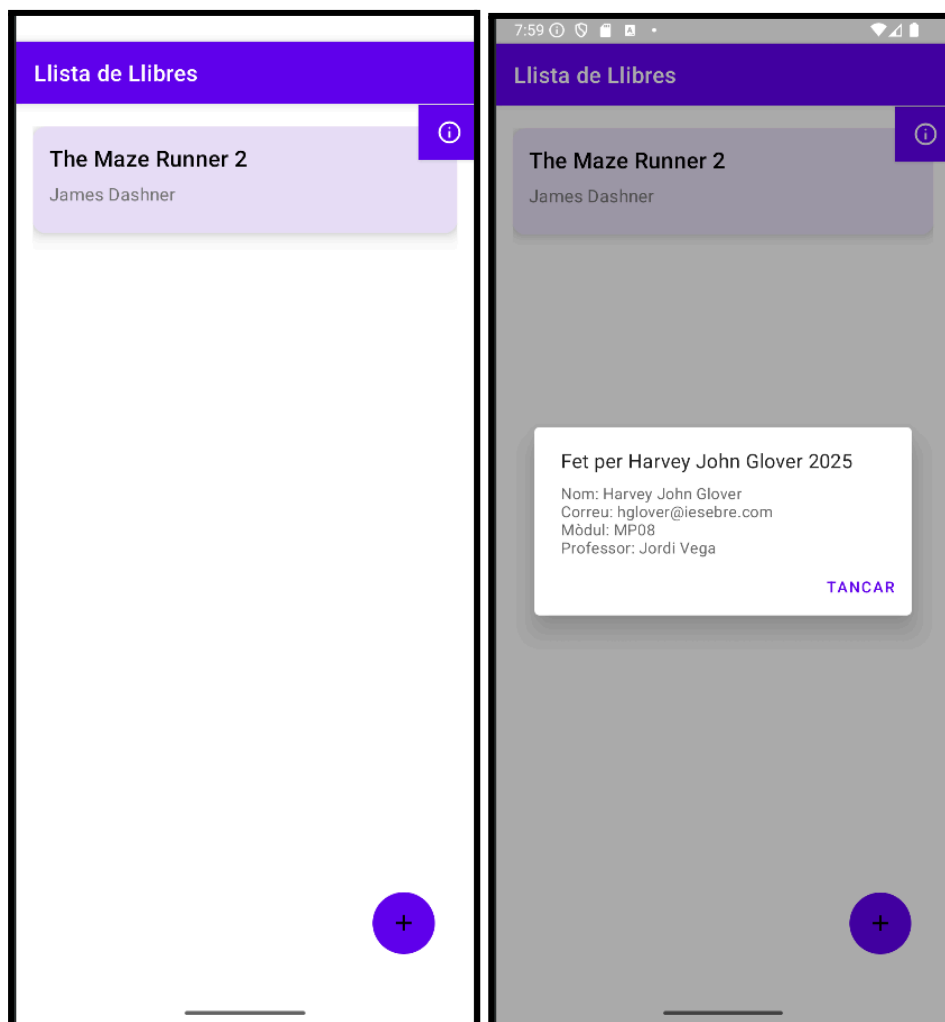 Llista de Llibres
The Maze Runner 2
James Dashner
+
7:59
Llista de Llibres
The Maze Runner 2
James Dashner
Fet per Harvey John Glover 2025
Nom: Harvey John Glover
Correu: hglover@iesebre.com
Mòdul: MP08
Professor: Jordi Vega
TANCAR
+